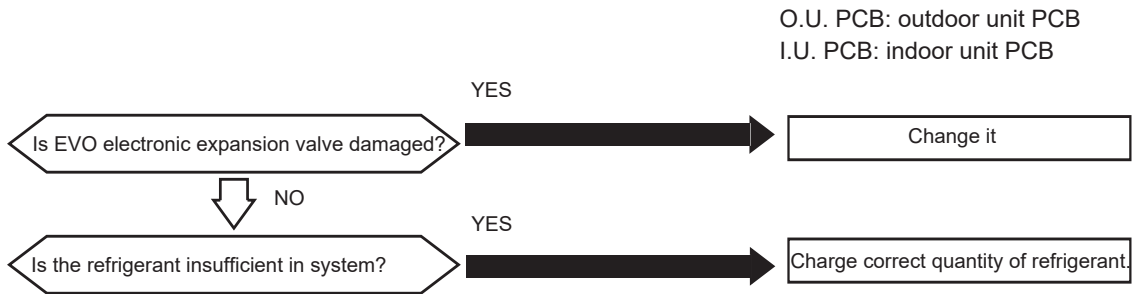 O.U. PCB: outdoor unit PCB
I.U. PCB: indoor unit PCB
YES
Is EVO electronic expansion valve damaged?
Change it
NO
YES
Is the refrigerant insufficient in system?
Charge correct quantity of refrigerant.